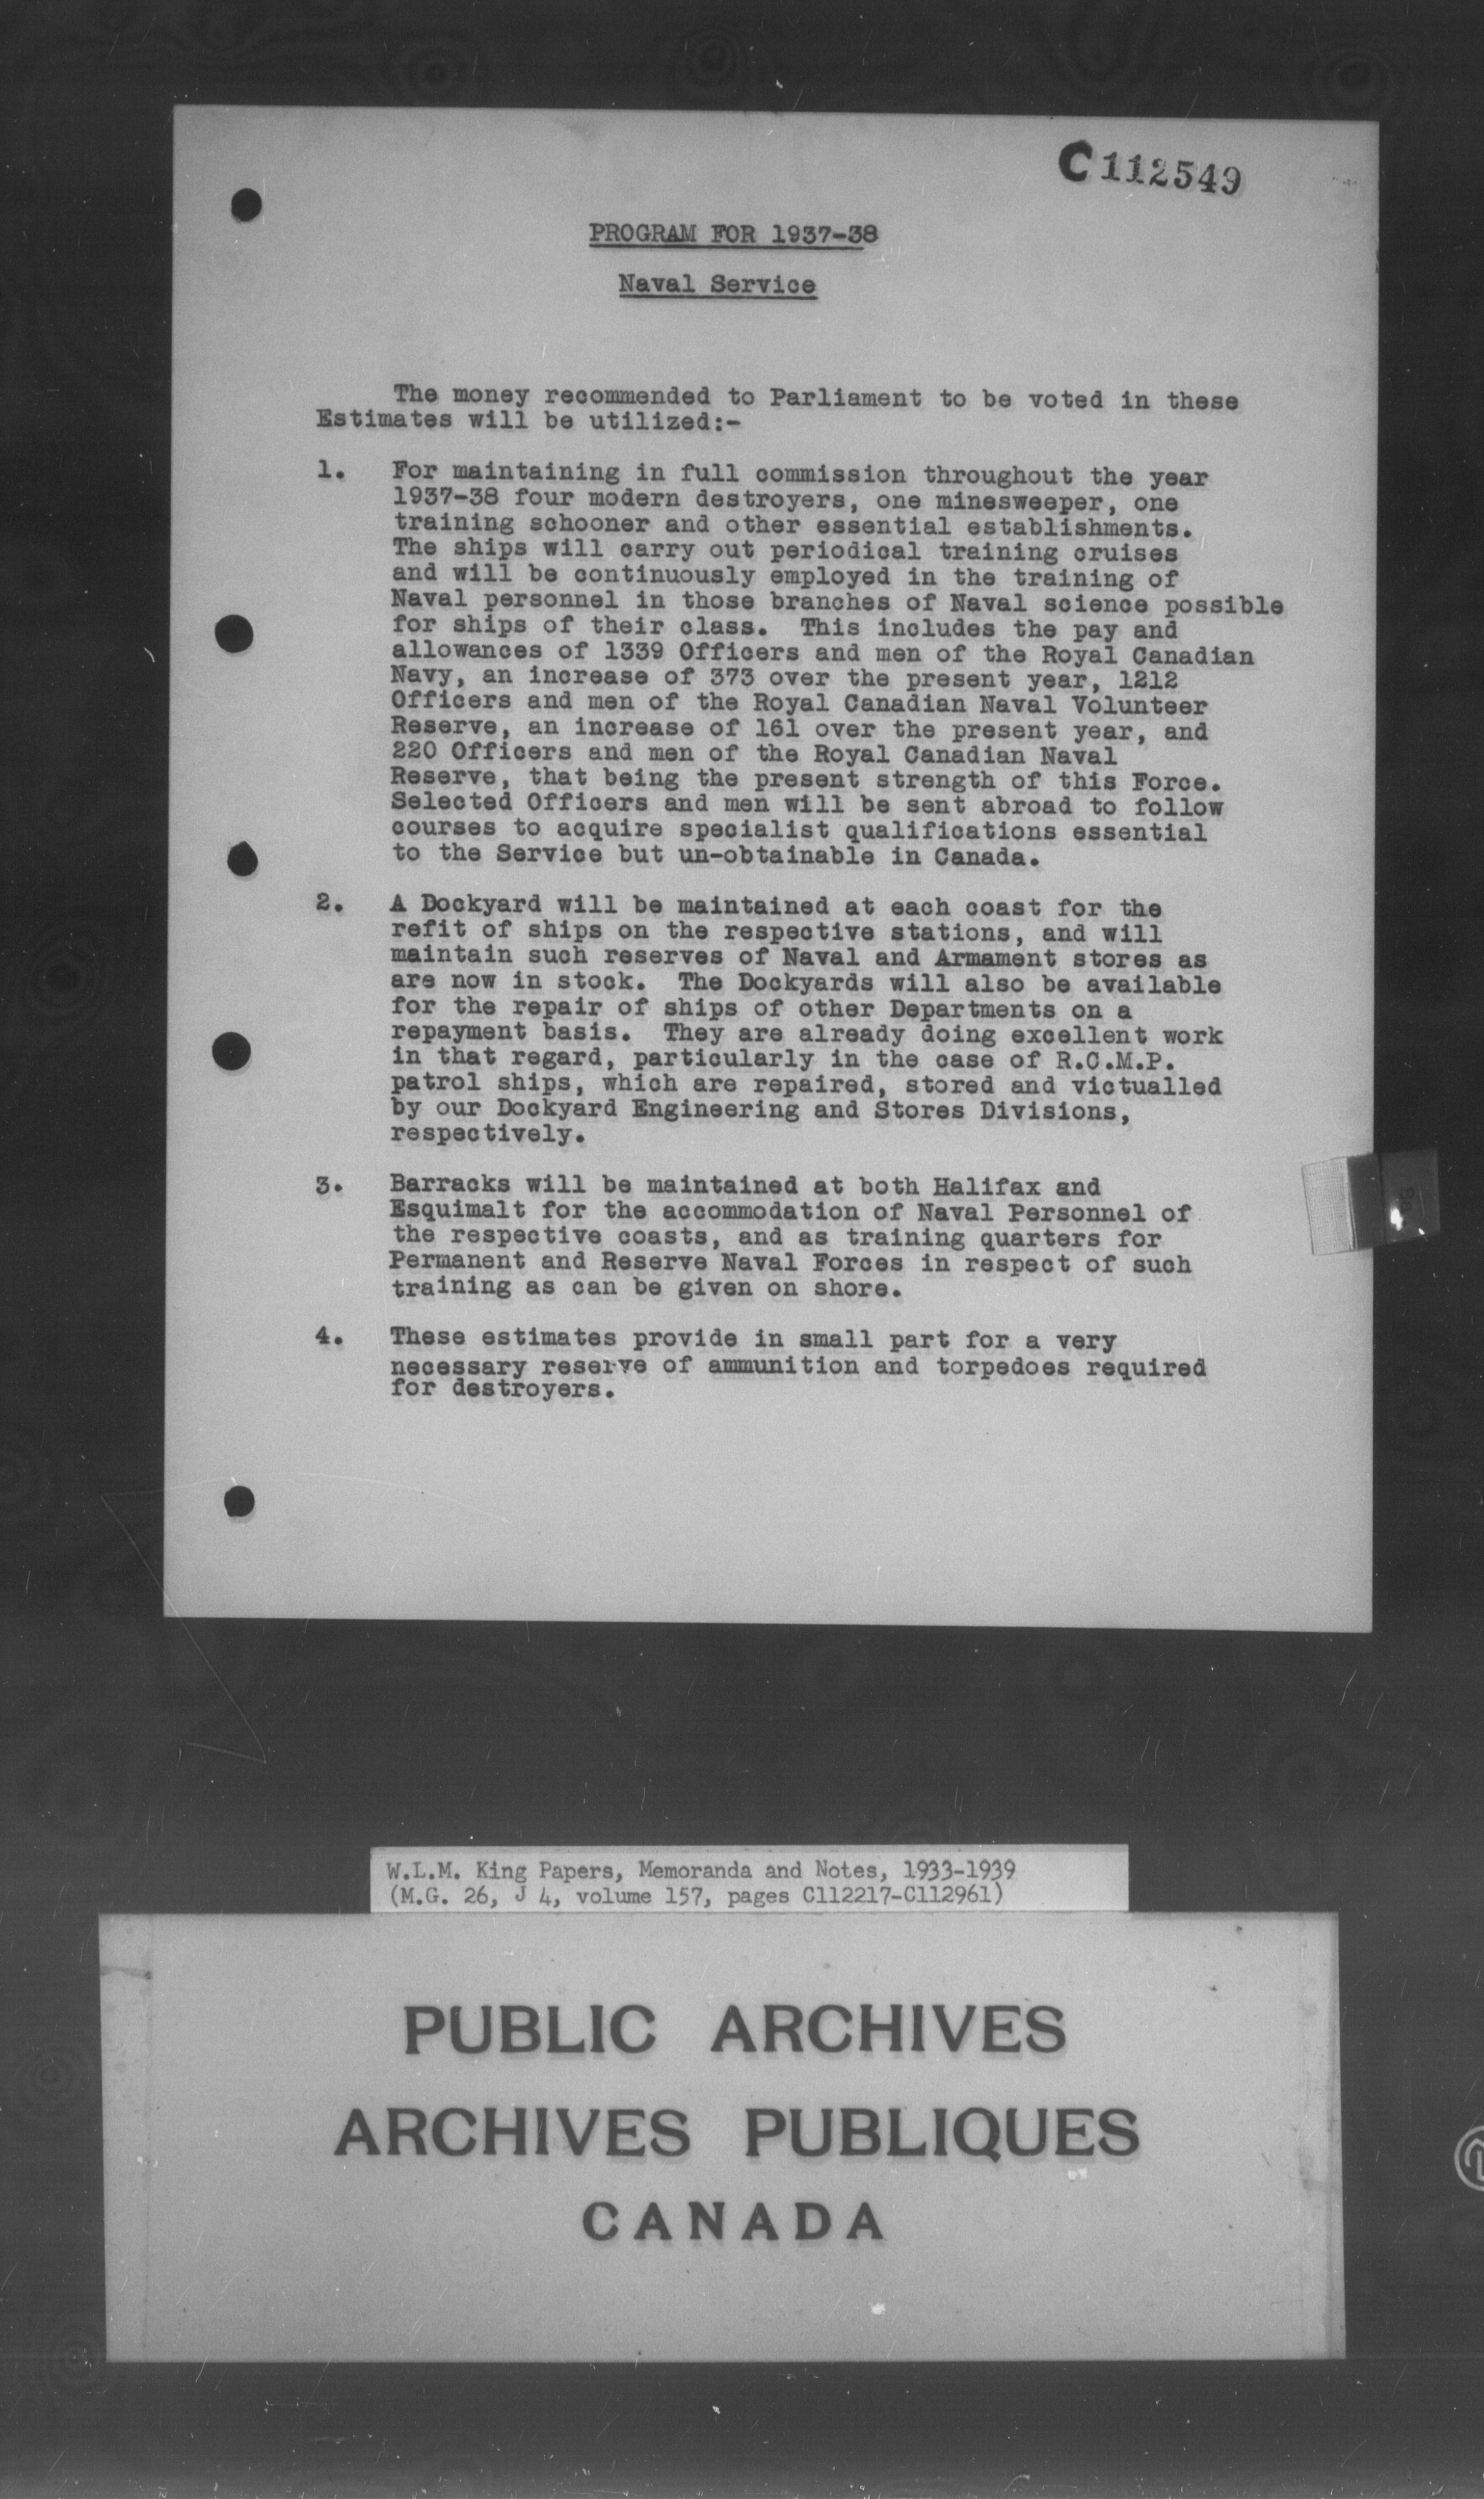 C112549
PROGRAM FOR 1937-38
Naval Service
The money recommended to Parliament to be voted in these
Estimates will be utilized:-
1. For maintaining in full commission throughout the year
1937-38 four modern destroyers, one minesweeper, one
training schooner and other essential establishments.
The ships will carry out periodical training cruises
and will be continuously employed in the training of
Naval personnel in those branches of Naval science possible
for ships of their class. This includes the pay and
allowances of 1339 Officers and men of the Royal Canadian
Navy, an increase of 373 over the present year, 1212
Officers and men of the Royal Canadian Naval Volunteer
Reserve, an increase of 161 over the present year, and
220 Officers and men of the Royal Canadian Naval
Reserve, that being the present strength of this Force.
Selected Officers and men will be sent abroad to follow
courses to acquire specialist qualifications essential
to the Service but un-obtainable in Canada.
2. A Dockyard will be maintained at each coast for the
refit of ships on the respective stations, and will
maintain such reserves of Naval and Armament stores as
are now in stock. The Dockyards will also be available
for the repair of ships of other Departments on a
repayment basis. They are already doing excellent work
in that regard, particularly in the case of R.C.M.P.
patrol ships, which are repaired, stored and victualled
by our Dockyard Engineering and Stores Divisions,
respectively.
3. Barracks will be maintained at both Halifax and
Esquimalt for the accommodation of Naval Personnel of
the respective coasts, and as training quarters for
Permanent and Reserve Naval Forces in respect of such
training as can be given on shore.
4. These estimates provide in small part for a very
necessary reserve of ammunition and torpedoes required
for destroyers.
W.L.M. King Papers, Memoranda and Notes, 1933-1939
(M.G. 26, J 4, volume 157, pages C112217-C112961)
PUBLIC ARCHIVES
ARCHIVES PUBLIQUES
CANADA